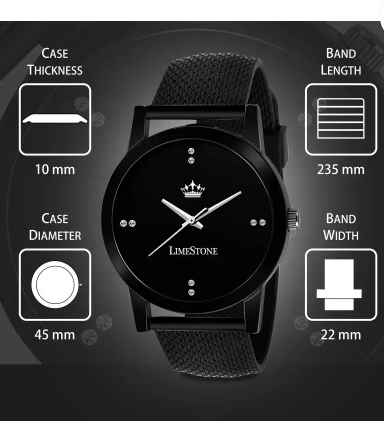 CASE
THICKNESS
10 mm
BAND
LENGTH
235 mm
LIMESTONE
CASE
DIAMETER
45 mm
BAND
WIDTH
22 mm